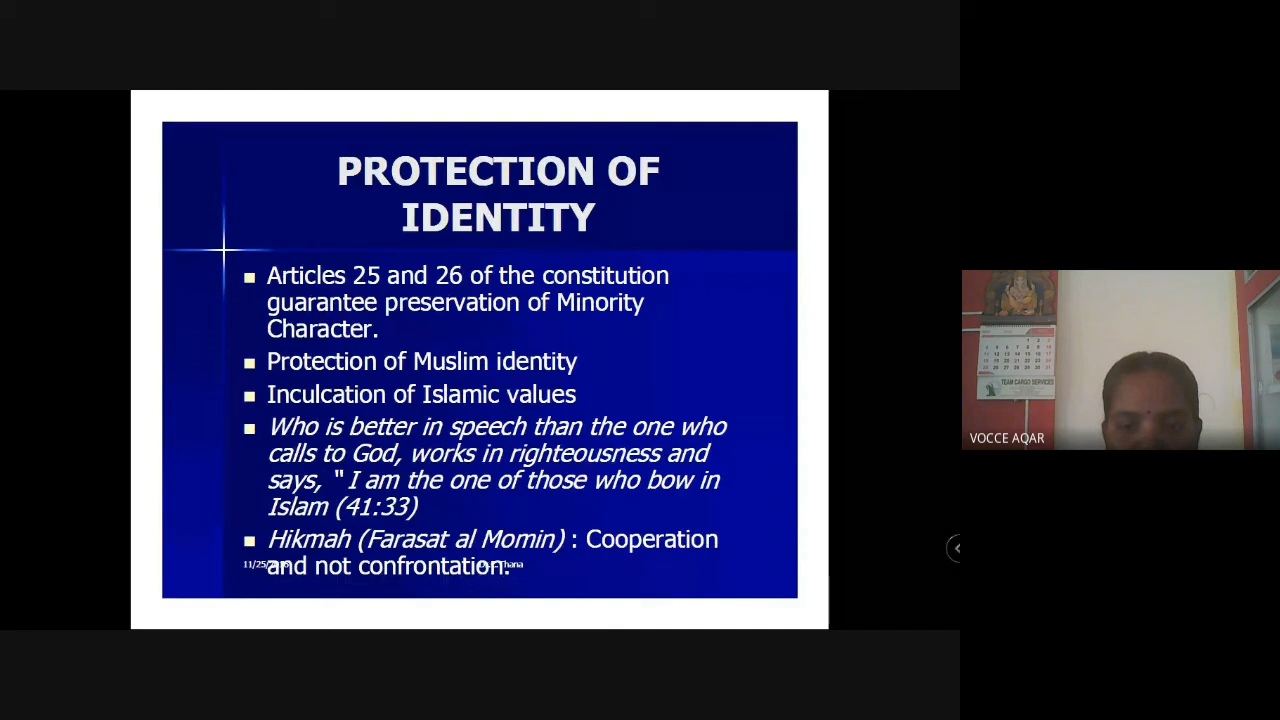 PROTECTION OF
IDENTITY
Articles 25 and 26 of the constitution
guarantee preservation of Minority
Character.
Protection of Muslim identity
Inculcation of Islamic values
Who is better in speech than the one who
calls to God, works in righteousness and
says, “ I am the one of those who bow in
Islam (41:33)
Hikmah (Farasat al Momin) : Cooperation
and not confrontation.
TEAM CARGO SERVICES
VOCCE AQAR